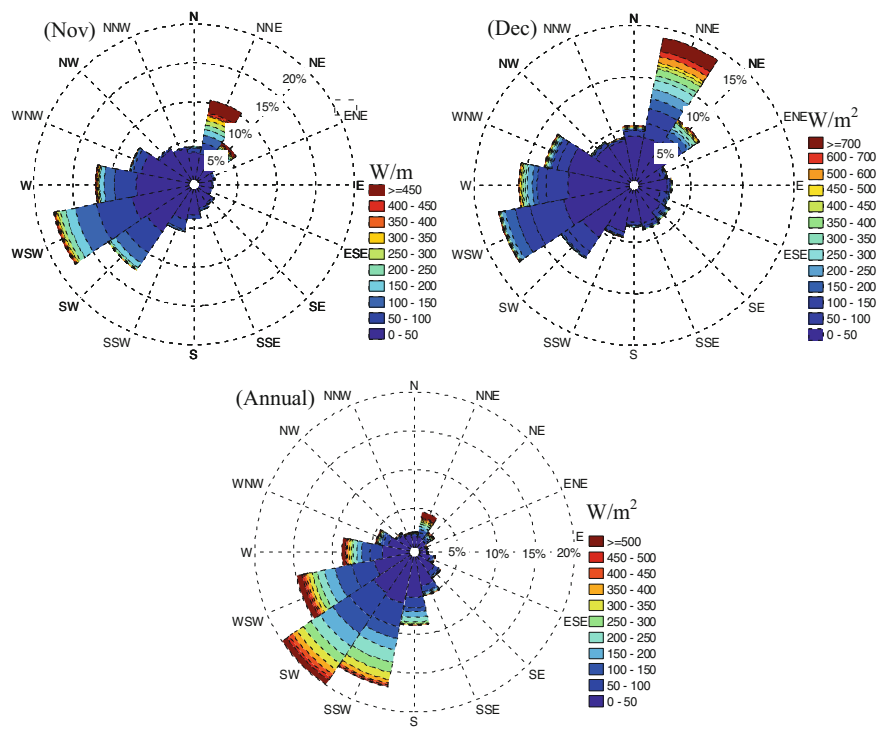 (Nov)
N
NNE
NE
ENE
E
ESE
SE
SSE
S
SSW
SW
WSW
W
WNW
NW
NNW
5%
10%
15%
20%
W/m
>=450
400 - 450
350 - 400
300 - 350
250 - 300
200 - 250
150 - 200
100 - 150
50 - 100
0 - 50
(Dec)
N
NNE
NE
ENE
E
ESE
SE
SSE
S
SSW
SW
WSW
W
WNW
NW
NNW
5%
10%
15%
W/m²
>=700
600 - 700
500 - 600
450 - 500
400 - 450
350 - 400
300 - 350
250 - 300
200 - 250
150 - 200
100 - 150
50 - 100
0 - 50
(Annual)
N
NNE
NE
ENE
E
ESE
SE
SSE
S
SSW
SW
WSW
W
WNW
NW
NNW
5%
10%
15%
20%
W/m²
>=500
450 - 500
400 - 450
350 - 400
300 - 350
250 - 300
200 - 250
150 - 200
100 - 150
50 - 100
0 - 50